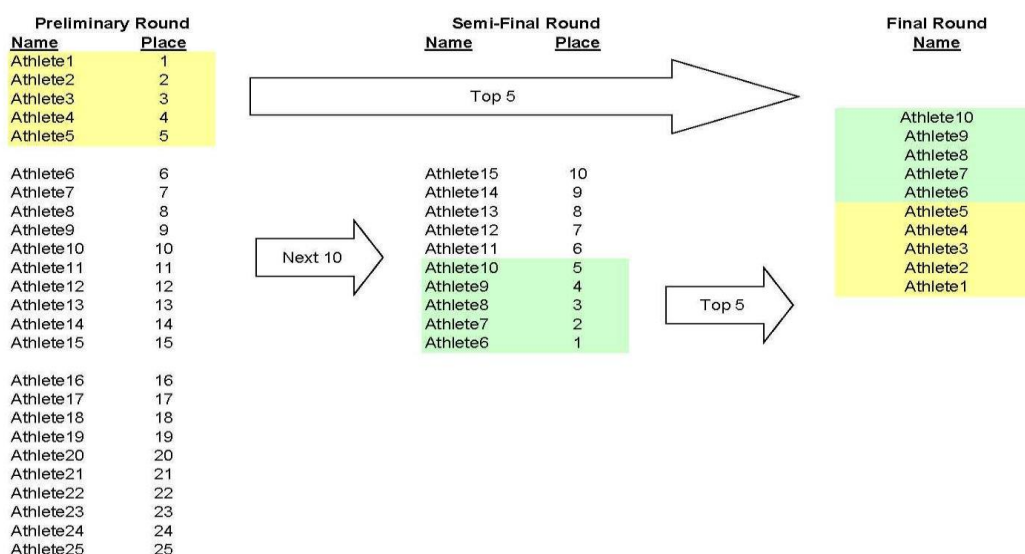 Preliminary Round
Name Place
Athlete1 1
Athlete2 2
Athlete3 3
Athlete4 4
Athlete5 5
Athlete6 6
Athlete7 7
Athlete8 8
Athlete9 9
Athlete10 10
Athlete11 11
Athlete12 12
Athlete13 13
Athlete14 14
Athlete15 15
Athlete16 16
Athlete17 17
Athlete18 18
Athlete19 19
Athlete20 20
Athlete21 21
Athlete22 22
Athlete23 23
Athlete24 24
Athlete25 25
Top 5
Next 10
Semi-Final Round
Name Place
Athlete15 10
Athlete14 9
Athlete13 8
Athlete12 7
Athlete11 6
Athlete10 5
Athlete9 4
Athlete8 3
Athlete7 2
Athlete6 1
Top 5
Final Round
Name
Athlete10
Athlete9
Athlete8
Athlete7
Athlete6
Athlete5
Athlete4
Athlete3
Athlete2
Athlete1